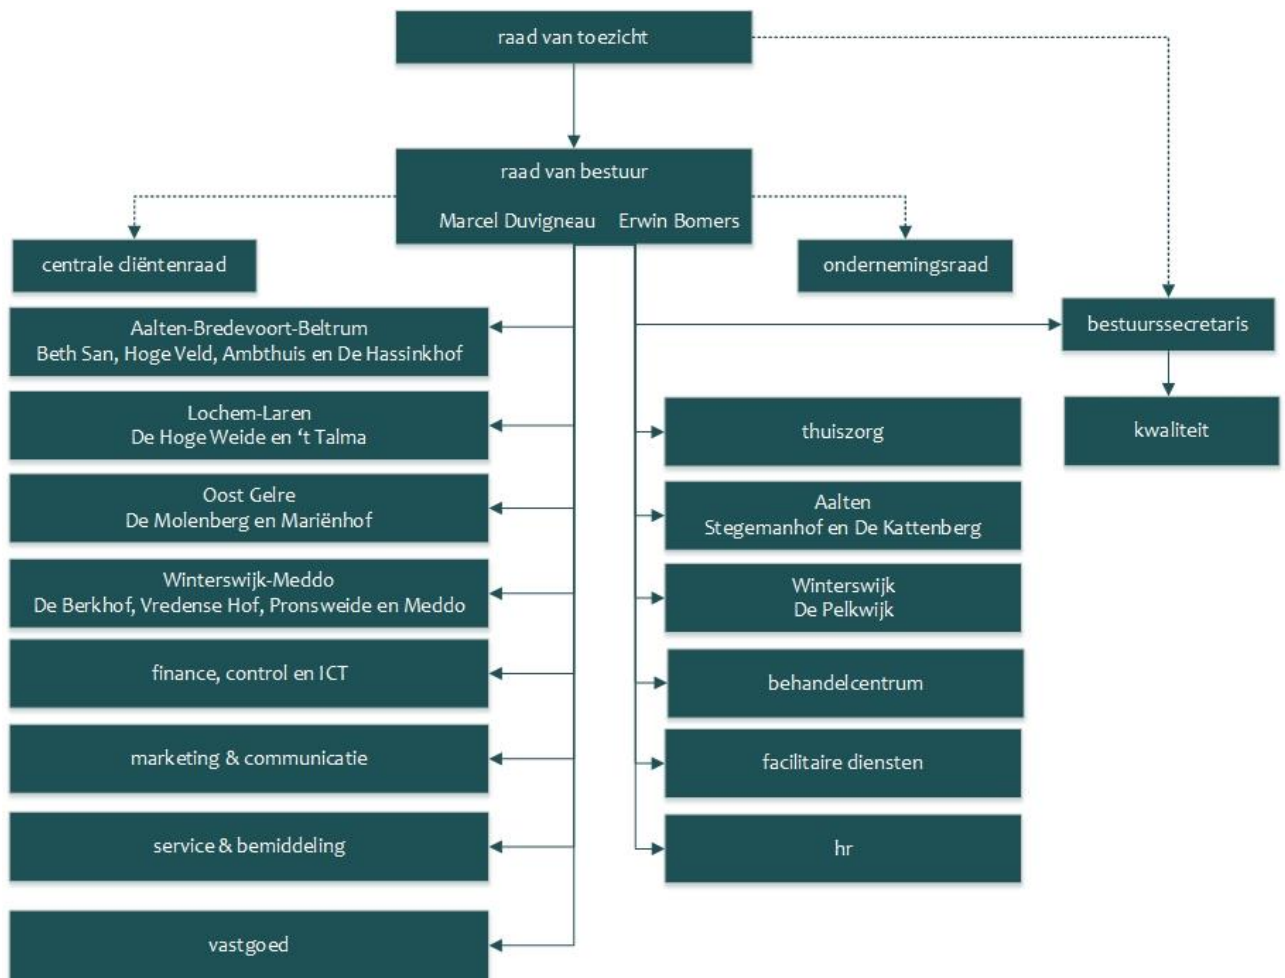 raad van toezicht
raad van bestuur
Marcel Duvigneau Erwin Bomers
centrale cliëntenraad
ondernemingsraad
Aalten-Bredevoort-Beltrum
Beth San, Hoge Veld, Ambthuis en De Hassinkhof
bestuurssecretaris
Lochem-Laren
De Hoge Weide en ‘t Talma
thuiszorg
kwaliteit
Oost Gelre
De Molenberg en Mariënhof
Aalten
Stegemanhof en De Kattenberg
Winterswijk-Meddo
De Berkhof, Vredense Hof, Pronsweide en Meddo
Winterswijk
De Pelkwijk
finance, control en ICT
behandelcentrum
marketing & communicatie
facilitaire diensten
service & bemiddeling
hr
vastgoed